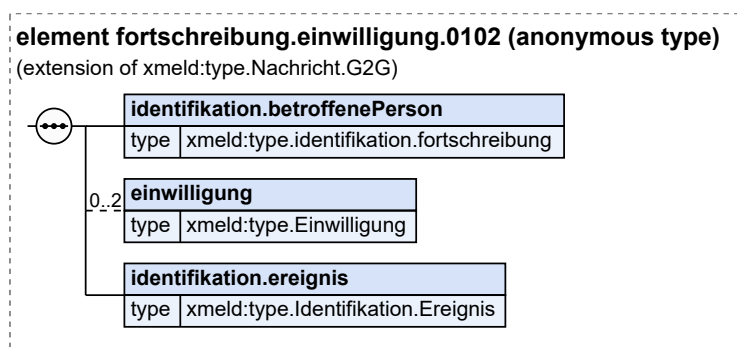 element fortschreibung.einwilligung.0102 (anonymous type)
(extension of xmeld:type.Nachricht.G2G)
identifikation.betroffenePerson
type xmeld:type.identifikation.fortschreibung
0..2 einwilligung
type xmeld:type.Einwilligung
identifikation.ereignis
type xmeld:type.Identifikation.Ereignis